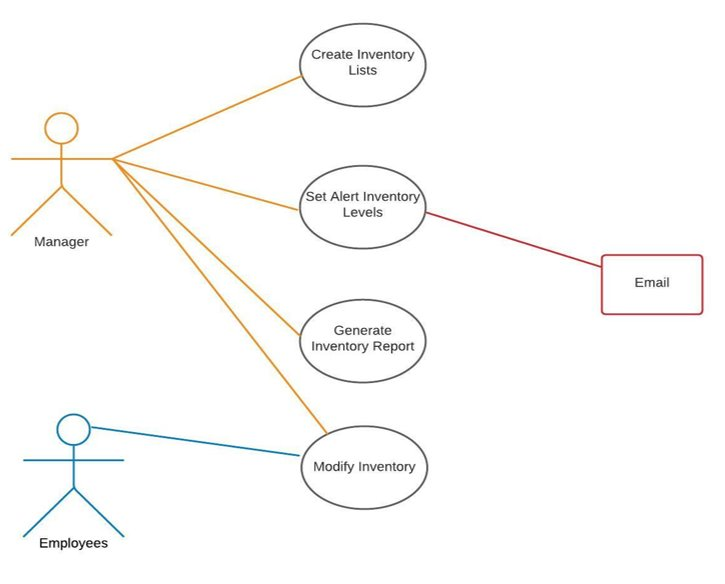 Create Inventory
Lists
Set Alert Inventory
Levels
Manager
Email
Generate
Inventory Report
Modify Inventory
Employees